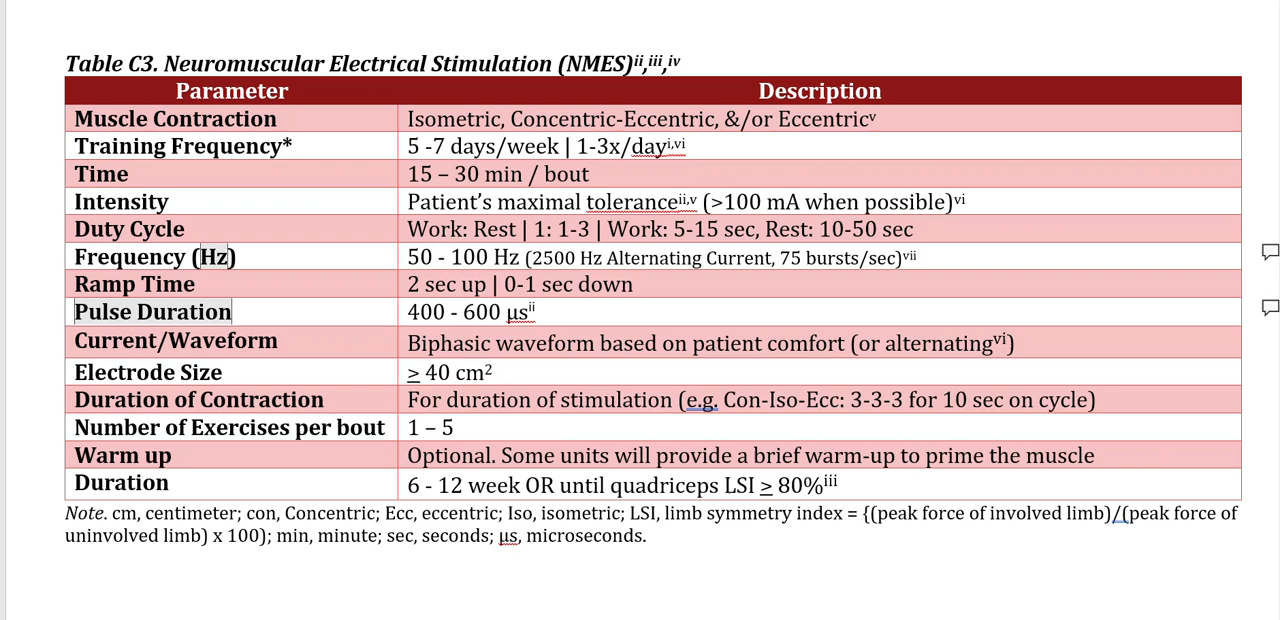 Table C3. Neuromuscular Electrical Stimulation (NMES)ii,iii,iv
Parameter Description
Muscle Contraction Isometric, Concentric-Eccentric, &/or Eccentricv
Training Frequency* 5 -7 days/week | 1-3x/dayi,vi
Time 15 – 30 min / bout
Intensity Patient’s maximal toleranceii,v (>100 mA when possible)vi
Duty Cycle Work: Rest | 1: 1-3 | Work: 5-15 sec, Rest: 10-50 sec
Frequency (Hz) 50 - 100 Hz (2500 Hz Alternating Current, 75 bursts/sec)vii
Ramp Time 2 sec up | 0-1 sec down
Pulse Duration 400 - 600 µsii
Current/Waveform Biphasic waveform based on patient comfort (or alternatingvi)
Electrode Size ≥ 40 cm2
Duration of Contraction For duration of stimulation (e.g. Con-Iso-Ecc: 3-3-3 for 10 sec on cycle)
Number of Exercises per bout 1 – 5
Warm up Optional. Some units will provide a brief warm-up to prime the muscle
Duration 6 - 12 week OR until quadriceps LSI ≥ 80%iii
Note. cm, centimeter; con, Concentric; Ecc, eccentric; Iso, isometric; LSI, limb symmetry index = {(peak force of involved limb)/(peak force of
uninvolved limb) x 100); min, minute; sec, seconds; µs, microseconds.